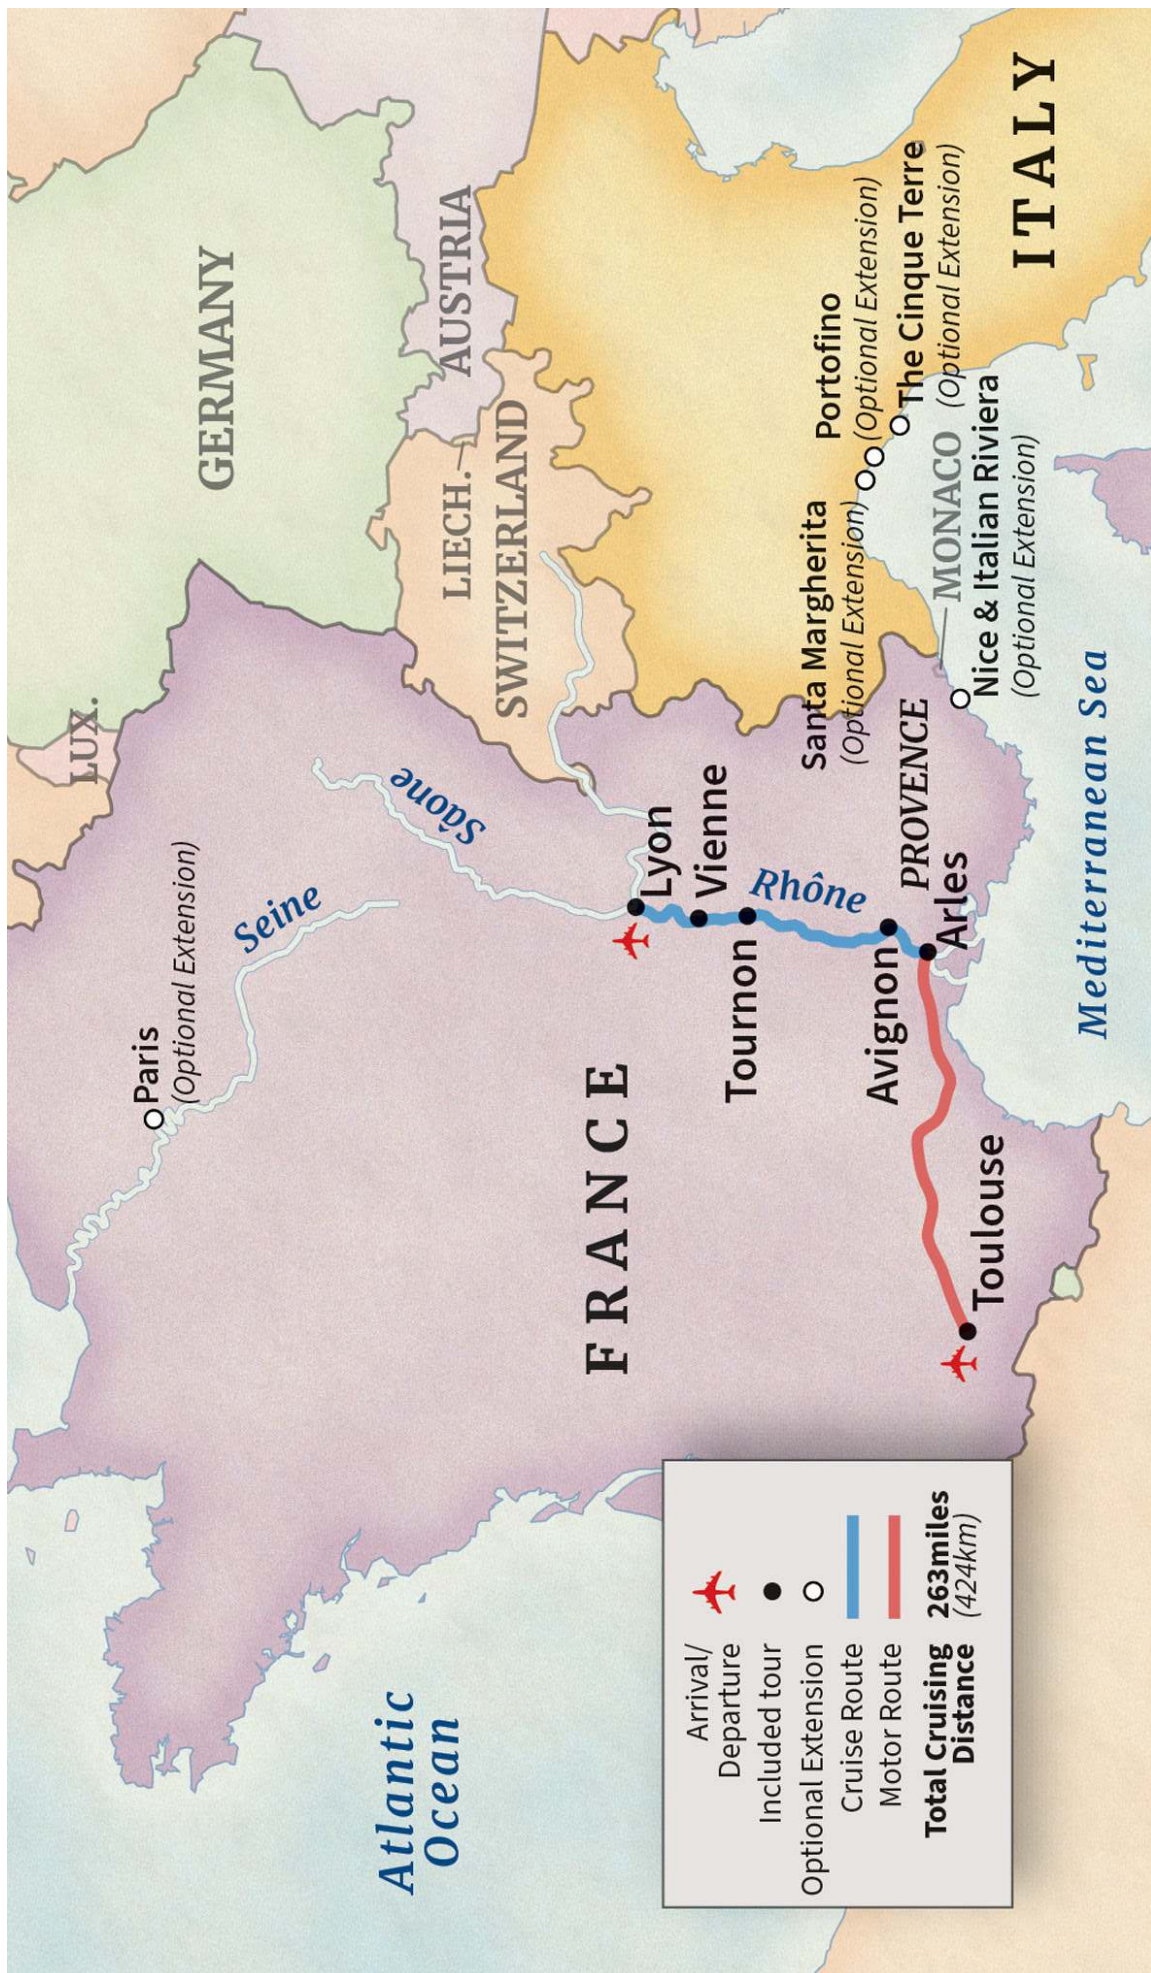 LUX.
GERMANY
Paris
(Optional Extension)
Seine
LIECH.
AUSTRIA
SWITZERLAND
Saône
Atlantic
Ocean
FRANCE
Lyon
Vienne
Tournon
Rhône
Avignon
PROVENCE
Arles
Toulouse
Santa Margherita
(Optional Extension)
Portofino
(Optional Extension)
The Cinque Terre
(Optional Extension)
MONACO
Nice & Italian Riviera
(Optional Extension)
ITALY
Mediterranean Sea
Arrival/
Departure
Included tour
Optional Extension
Cruise Route
Motor Route
Total Cruising 263miles
Distance (424km)